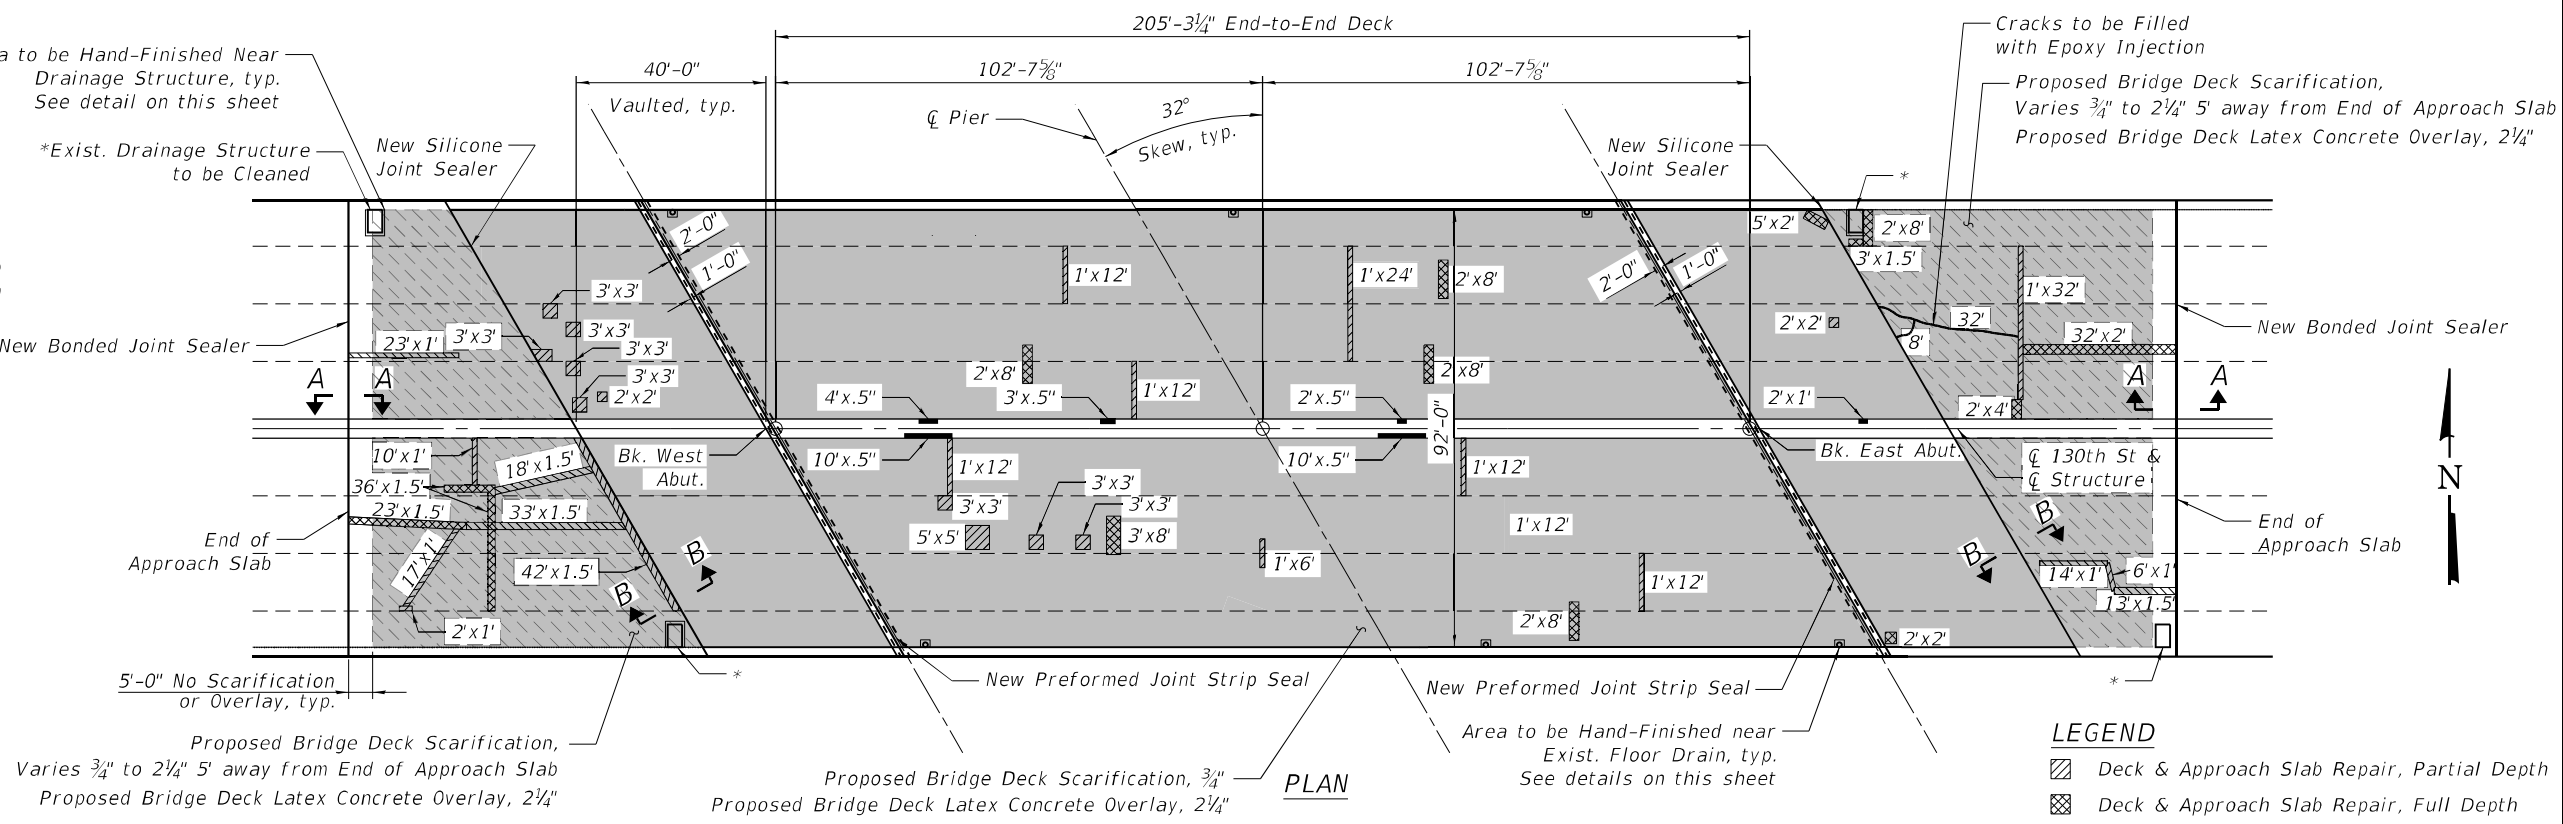 205'-3¼" End-to-End Deck
40'-0"
102'-7⅝"
102'-7⅝"
Vaulted, typ.
a to be Hand-Finished Near
Drainage Structure, typ.
See detail on this sheet
*Exist. Drainage Structure
to be Cleaned
New Silicone
Joint Sealer
℄ Pier
32°
Skew, typ.
New Silicone
Joint Sealer
Cracks to be Filled
with Epoxy Injection
Proposed Bridge Deck Scarification,
Varies ¾" to 2¼" 5' away from End of Approach Slab
Proposed Bridge Deck Latex Concrete Overlay, 2¼"
*
2'-0"
1'-0"
2'-0"
1'-0"
5'x2'
2'x8'
3'x1.5'
3'x3'
3'x3'
3'x3'
3'x3'
3'x3'
2'x2'
23'x1'
1'x12'
1'x24'
2'x8'
2'x8'
1'x12'
2'x8'
2'x2'
1'x32'
32'
8'
32'x2'
New Bonded Joint Sealer
New Bonded Joint Sealer
A
A
A
A
4'x.5"
3'x.5"
2'x.5"
2'x1'
2'x4'
92'-0"
10'x1'
18'x1.5'
36'x1.5'
23'x1.5'
33'x1.5'
17'x1'
42'x1.5'
2'x1'
Bk. West
Abut.
10'x.5"
1'x12'
3'x3'
3'x3'
3'x3'
5'x5'
3'x8'
10'x.5"
1'x12'
1'x12'
1'x6'
1'x12'
2'x8'
2'x2'
Bk. East Abut.
℄ 130th St &
℄ Structure
B
B
B
B
14'x1'
6'x1'
13'x1.5'
End of
Approach Slab
End of
Approach Slab
N
5'-0" No Scarification
or Overlay, typ.
*
*
New Preformed Joint Strip Seal
New Preformed Joint Strip Seal
Proposed Bridge Deck Scarification,
Varies ¾" to 2¼" 5' away from End of Approach Slab
Proposed Bridge Deck Latex Concrete Overlay, 2¼"
Proposed Bridge Deck Scarification, ¾"
Proposed Bridge Deck Latex Concrete Overlay, 2¼"
PLAN
Area to be Hand-Finished near
Exist. Floor Drain, typ.
See details on this sheet
LEGEND
Deck & Approach Slab Repair, Partial Depth
Deck & Approach Slab Repair, Full Depth